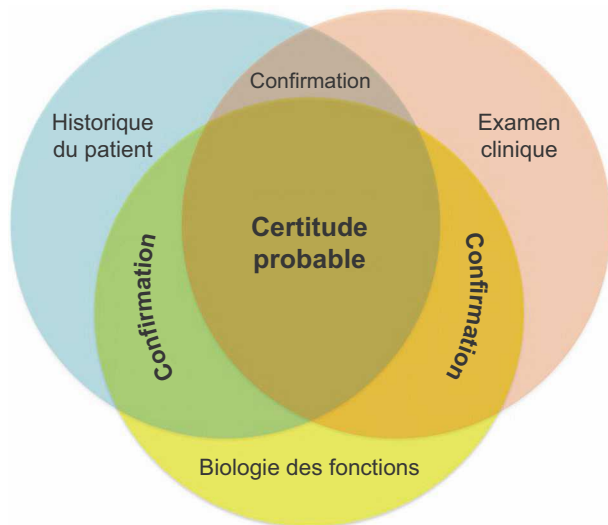 Confirmation
Historique
du patient
Examen
clinique
Certitude
probable
Confirmation
Confirmation
Biologie des fonctions